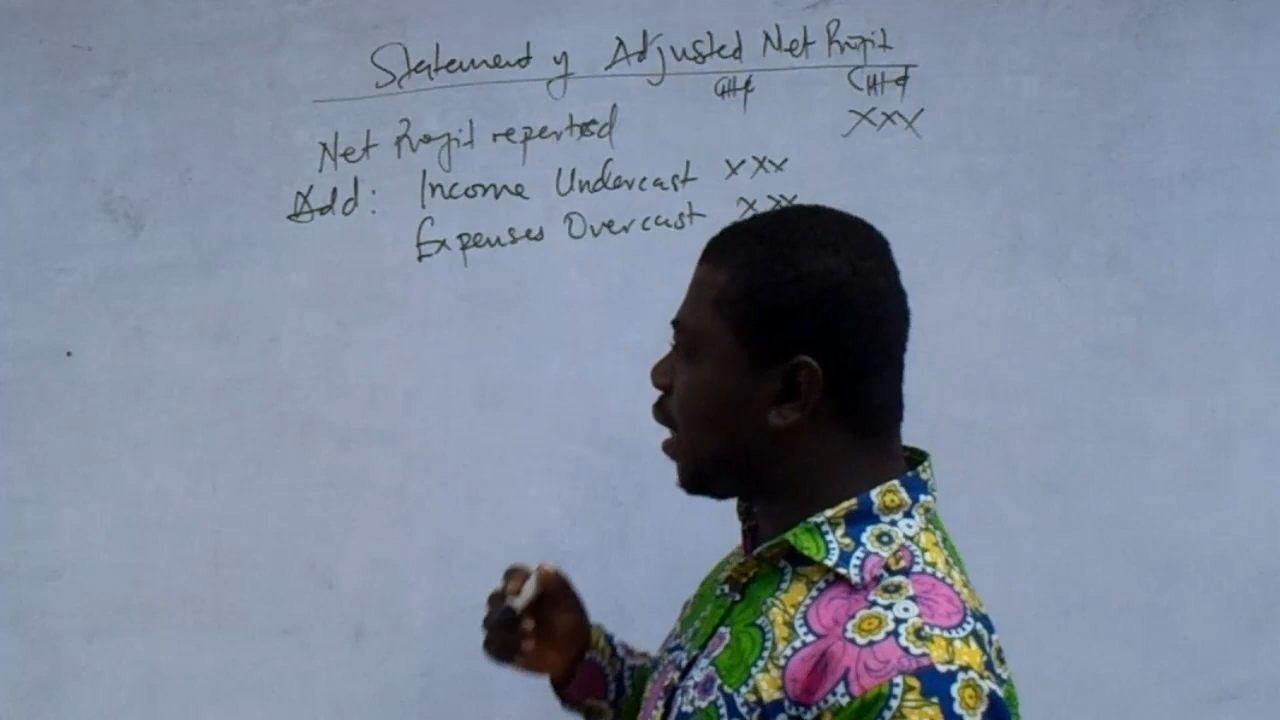 Statement of Adjusted Net Profit
GH¢ GH¢
Net Profit reported XXX
Add: Income Undercast XXX
Expenses Overcast XXX